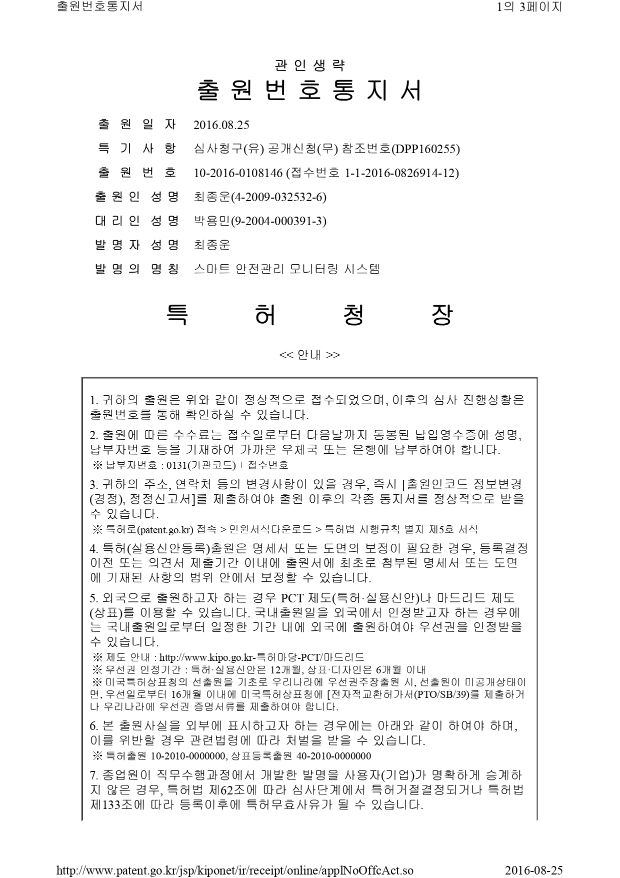 출원번호통지서 1의 3페이지
관 인 생 략
출 원 번 호 통 지 서
출 원 일 자 2016.08.25
특 기 사 항 심사청구(유) 공개신청(무) 참조번호(DPP160255)
출 원 번 호 10-2016-0108146 (접수번호 1-1-2016-0826914-12)
출 원 인 성 명 최종운(4-2009-032532-6)
대 리 인 성 명 박용민(9-2004-000391-3)
발 명 자 성 명 최종운
발 명 의 명 칭 스마트 안전관리 모니터링 시스템
특 허 청 장
<< 안내 >>
1. 귀하의 출원은 위와 같이 정상적으로 접수되었으며, 이후의 심사 진행상황은
출원번호를 통해 확인하실 수 있습니다.
2. 출원에 따른 수수료는 접수일로부터 다음날까지 동봉된 납입영수증에 성명,
납부자번호 등을 기재하여 가까운 우체국 또는 은행에 납부하여야 합니다.
※ 납부자번호 : 0131(기관코드) + 접수번호
3. 귀하의 주소, 연락처 등의 변경사항이 있을 경우, 즉시 [출원인코드 정보변경
(경정), 정정신고서]를 제출하여야 출원 이후의 각종 통지서를 정상적으로 받을
수 있습니다.
※ 특허로(patent.go.kr) 접속 > 민원서식다운로드 > 특허법 시행규칙 별지 제5호 서식
4. 특허(실용신안등록)출원은 명세서 또는 도면의 보정이 필요한 경우, 등록결정
이전 또는 의견서 제출기간 이내에 출원서에 최초로 첨부된 명세서 또는 도면
에 기재된 사항의 범위 안에서 보정할 수 있습니다.
5. 외국으로 출원하고자 하는 경우 PCT 제도(특허·실용신안)나 마드리드 제도
(상표)를 이용할 수 있습니다. 국내출원일을 외국에서 인정받고자 하는 경우에
는 국내출원일로부터 일정한 기간 내에 외국에 출원하여야 우선권을 인정받을
수 있습니다.
※ 제도 안내 : http://www.kipo.go.kr-특허마당-PCT/마드리드
※ 우선권 인정기간 : 특허·실용신안은 12개월, 상표·디자인은 6개월 이내
※ 미국특허상표청의 선출원을 기초로 우리나라에 우선권주장출원 시, 선출원이 미공개상태이
면, 우선일로부터 16개월 이내에 미국특허상표청에 [전자적교환허가서(PTO/SB/39)를 제출하거
나 우리나라에 우선권 증명서류를 제출하여야 합니다.
6. 본 출원사실을 외부에 표시하고자 하는 경우에는 아래와 같이 하여야 하며,
이를 위반할 경우 관련법령에 따라 처벌을 받을 수 있습니다.
※ 특허출원 10-2010-0000000, 상표등록출원 40-2010-0000000
7. 종업원이 직무수행과정에서 개발한 발명을 사용자(기업)가 명확하게 승계하
지 않은 경우, 특허법 제62조에 따라 심사단계에서 특허거절결정되거나 특허법
제133조에 따라 등록이후에 특허무효사유가 될 수 있습니다.
http://www.patent.go.kr/jsp/kiponet/ir/receipt/online/applNoOffcAct.so 2016-08-25